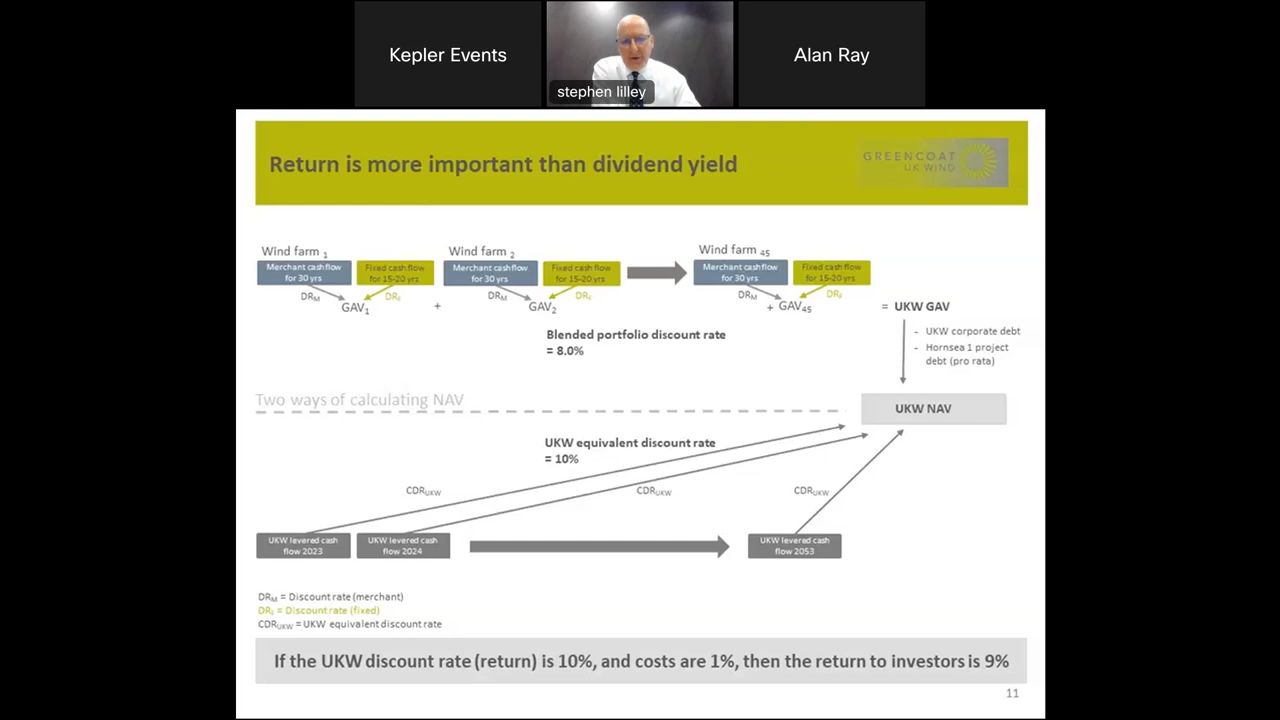 Kepler Events
stephen lilley
Alan Ray
Return is more important than dividend yield
GREENCOAT
UK WIND
Wind farm 1
Wind farm 2
Wind farm 45
Merchant cashflow
for 30 yrs
Fixed cash flow
for 15-20 yrs
Merchant cashflow
for 30 yrs
Fixed cash flow
for 15-20 yrs
Merchant cashflow
for 30 yrs
Fixed cash flow
for 15-20 yrs
DRM
DRF
DRM
DRF
DRM
DRF
GAV1
+
GAV2
+ GAV45
= UKW GAV
Blended portfolio discount rate
= 8.0%
- UKW corporate debt
- Hornsea 1 project
debt (pro rata)
Two ways of calculating NAV
UKW NAV
UKW equivalent discount rate
= 10%
CDRUKW
CDRUKW
CDRUKW
UKW levered cash
flow 2023
UKW levered cash
flow 2024
UKW levered cash
flow 2053
DRM = Discount rate (merchant)
DRF = Discount rate (fixed)
CDRUKW = UKW equivalent discount rate
If the UKW discount rate (return) is 10%, and costs are 1%, then the return to investors is 9%
11